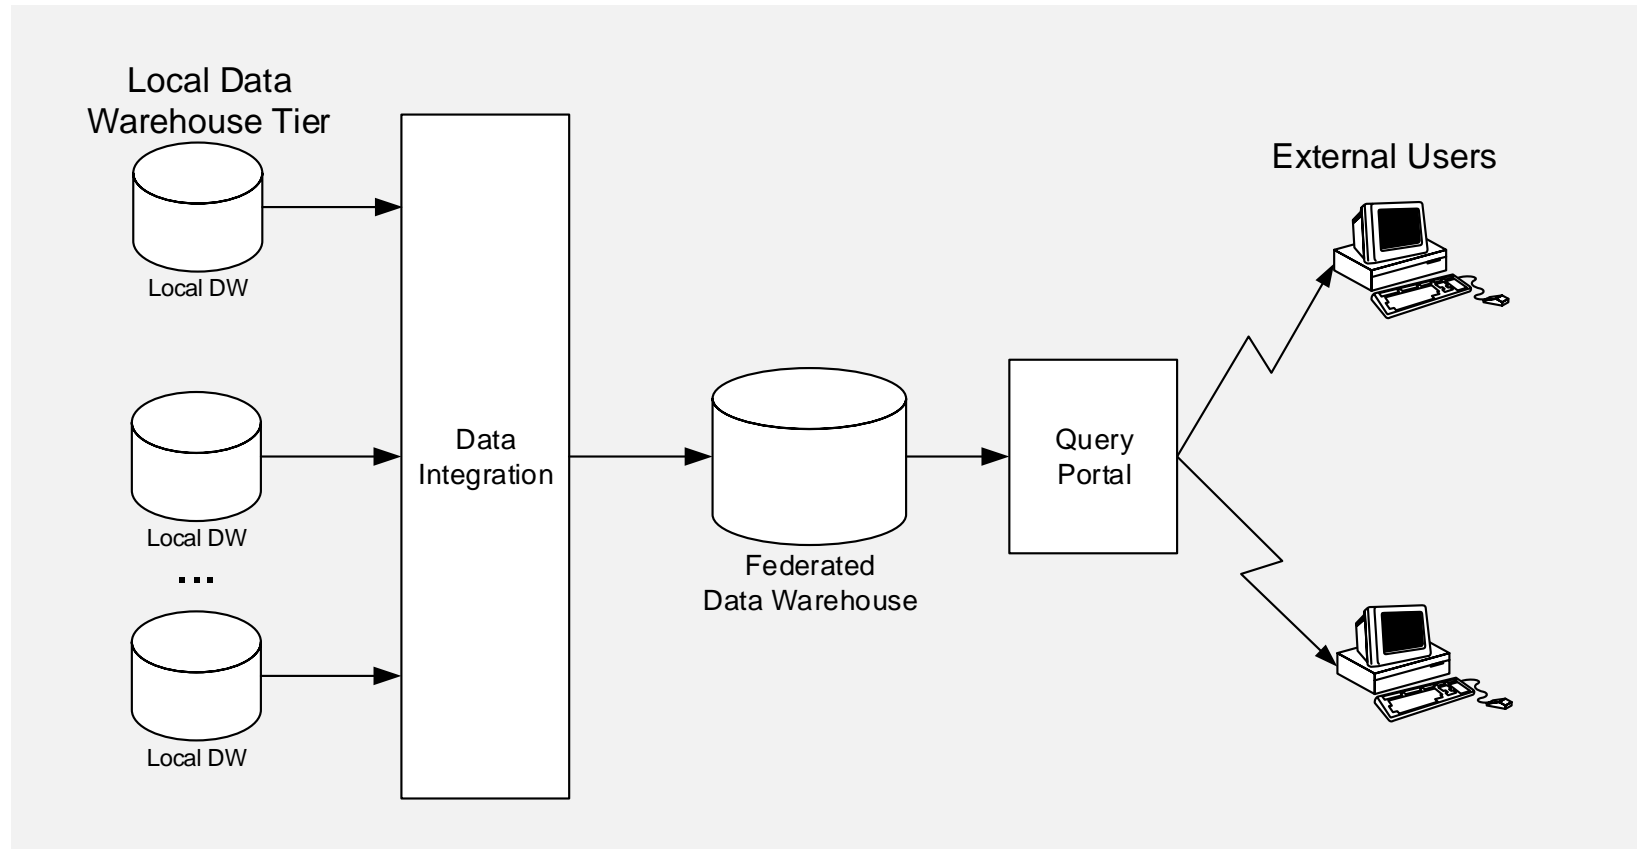 Local Data
Warehouse Tier
Local DW
Local DW
...
Local DW
Data
Integration
Federated
Data Warehouse
Query
Portal
External Users